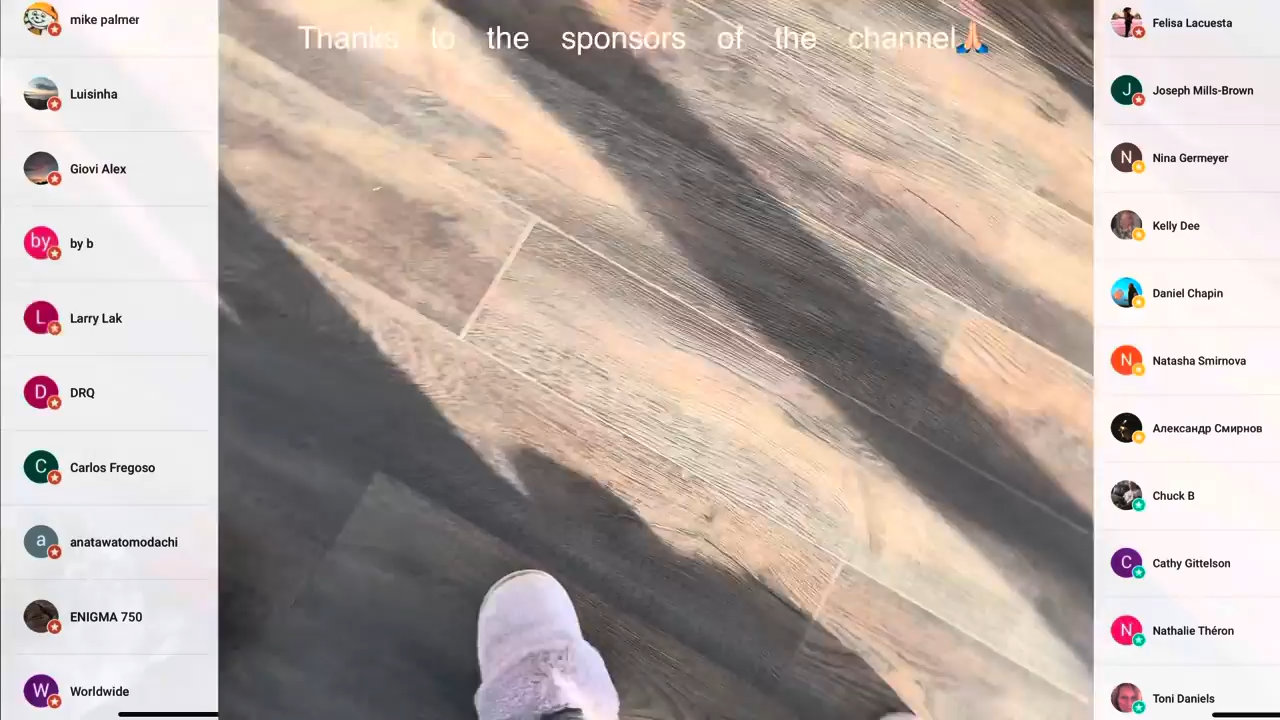 Thanks to the sponsors of the channel🙏
mike palmer
Luisinha
Giovi Alex
by by b
L Larry Lak
D DRQ
C Carlos Fregoso
a anatawatomodachi
ENIGMA 750
W Worldwide
Felisa Lacuesta
J Joseph Mills-Brown
N Nina Germeyer
Kelly Dee
Daniel Chapin
N Natasha Smirnova
Александр Смирнов
Chuck B
C Cathy Gittelson
N Nathalie Théron
Toni Daniels